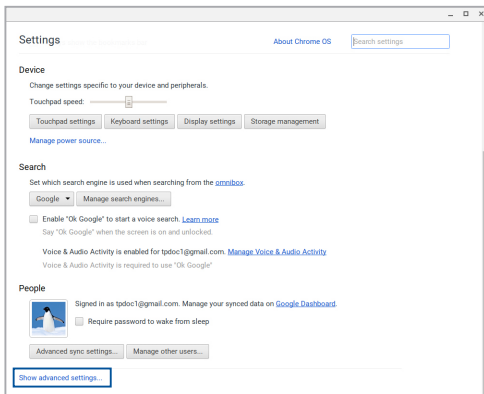 Settings
About Chrome OS
Search settings
Device
Change settings specific to your device and peripherals.
Touchpad speed:
Touchpad settings Keyboard settings Display settings Storage management
Manage power source...
Search
Set which search engine is used when searching from the omnibox.
Google Manage search engines...
Enable "Ok Google" to start a voice search. Learn more
Say "Ok Google" when the screen is on and unlocked.
Voice & Audio Activity is enabled for tpdoc1@gmail.com. Manage Voice & Audio Activity
Voice & Audio Activity is required to use "Ok Google"
People
Signed in as tpdoc1@gmail.com. Manage your synced data on Google Dashboard.
Require password to wake from sleep
Advanced sync settings... Manage other users...
Show advanced settings...